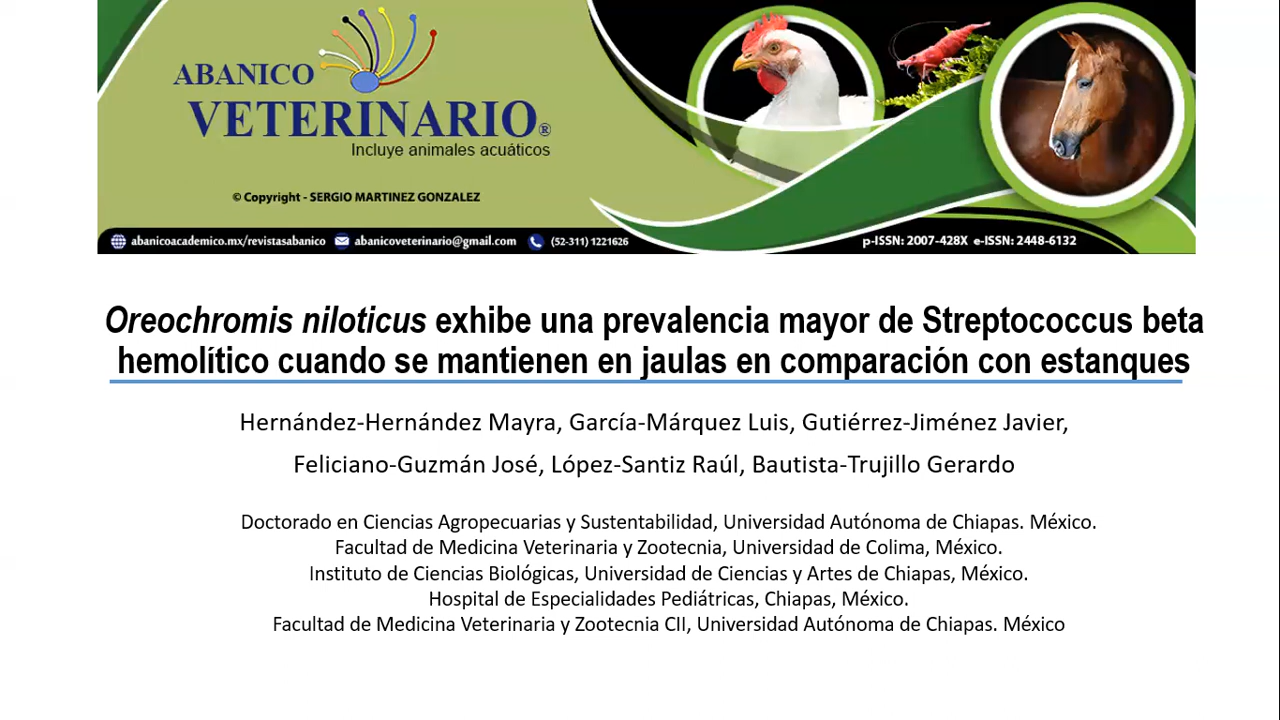 ABANICO
VETERINARIO®
Incluye animales acuáticos
© Copyright - SERGIO MARTINEZ GONZALEZ
abanicoacademico.mx/revistasabanico abanicoveterinario@gmail.com (52-311) 1221626
p-ISSN: 2007-428X e-ISSN: 2448-6132
Oreochromis niloticus exhibe una prevalencia mayor de Streptococcus beta
hemolítico cuando se mantienen en jaulas en comparación con estanques
Hernández-Hernández Mayra, García-Márquez Luis, Gutiérrez-Jiménez Javier,
Feliciano-Guzmán José, López-Santiz Raúl, Bautista-Trujillo Gerardo
Doctorado en Ciencias Agropecuarias y Sustentabilidad, Universidad Autónoma de Chiapas. México.
Facultad de Medicina Veterinaria y Zootecnia, Universidad de Colima, México.
Instituto de Ciencias Biológicas, Universidad de Ciencias y Artes de Chiapas, México.
Hospital de Especialidades Pediátricas, Chiapas, México.
Facultad de Medicina Veterinaria y Zootecnia CII, Universidad Autónoma de Chiapas. México